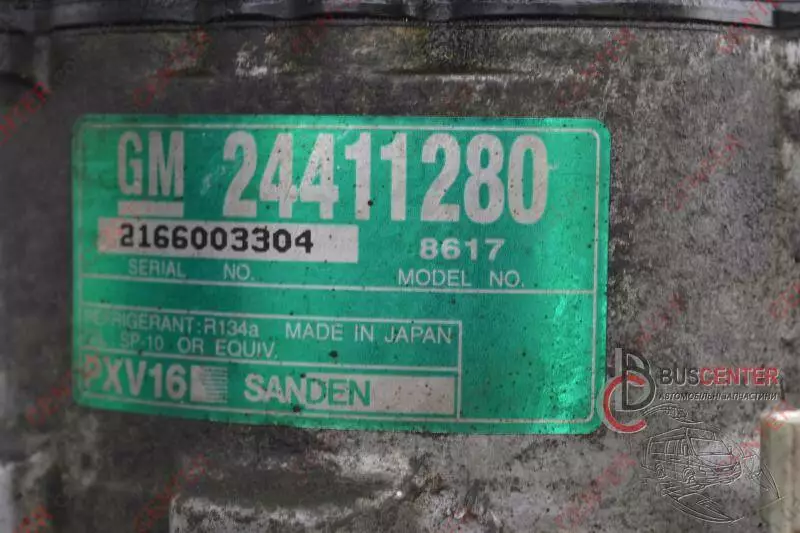 GM 24411280
2166003304 8617
SERIAL NO. MODEL NO.
REFRIGERANT:R134a MADE IN JAPAN
SP-10 OR EQUIV.
PXV16 SANDEN
BUSCENTER
АВТОМОБІЛЬНІ ЗАПЧАСТИНИ